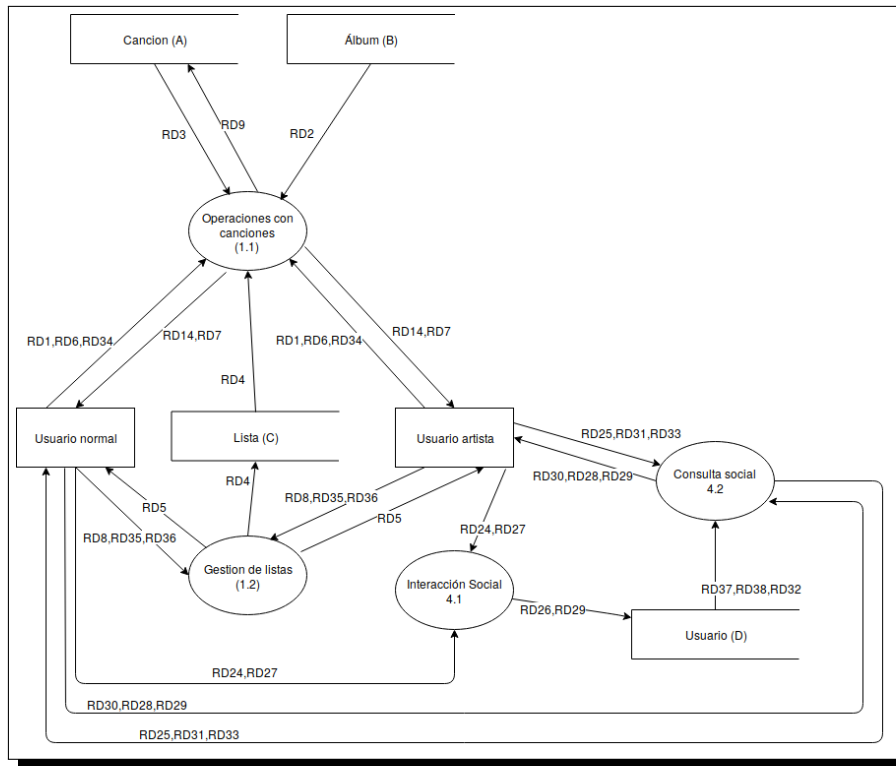 Cancion (A)
Álbum (B)
RD3
RD9
RD2
Operaciones con
canciones
(1.1)
RD1,RD6,RD34
RD14,RD7
RD1,RD6,RD34
RD14,RD7
RD4
Usuario normal
Lista (C)
Usuario artista
RD25,RD31,RD33
RD30,RD28,RD29
Consulta social
4.2
RD5
RD8,RD35,RD36
RD4
RD8,RD35,RD36
RD5
RD24,RD27
Gestion de listas
(1.2)
Interacción Social
4.1
RD26,RD29
RD37,RD38,RD32
Usuario (D)
RD24,RD27
RD30,RD28,RD29
RD25,RD31,RD33